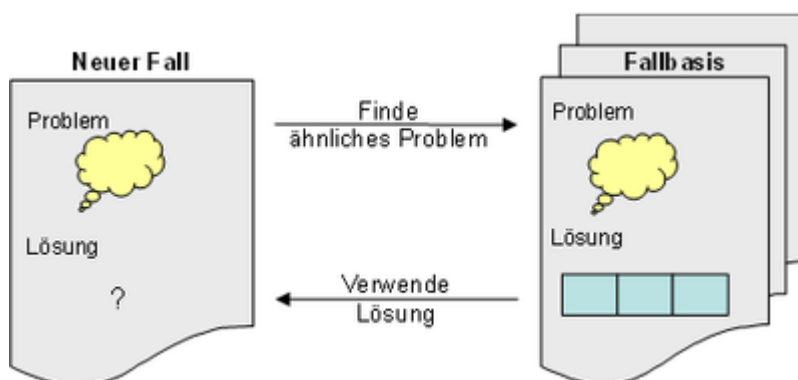 Neuer Fall
Problem
Lösung
?
Finde
ähnliches Problem
Verwende
Lösung
Fallbasis
Problem
Lösung